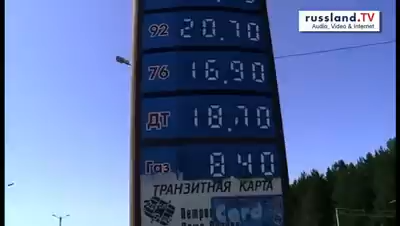 russland.TV
Audio, Video & Internet
92 20.70
76 16.90
ДТ 18.70
Газ 8.40
ТРАНЗИТНАЯ КАРТА
Card